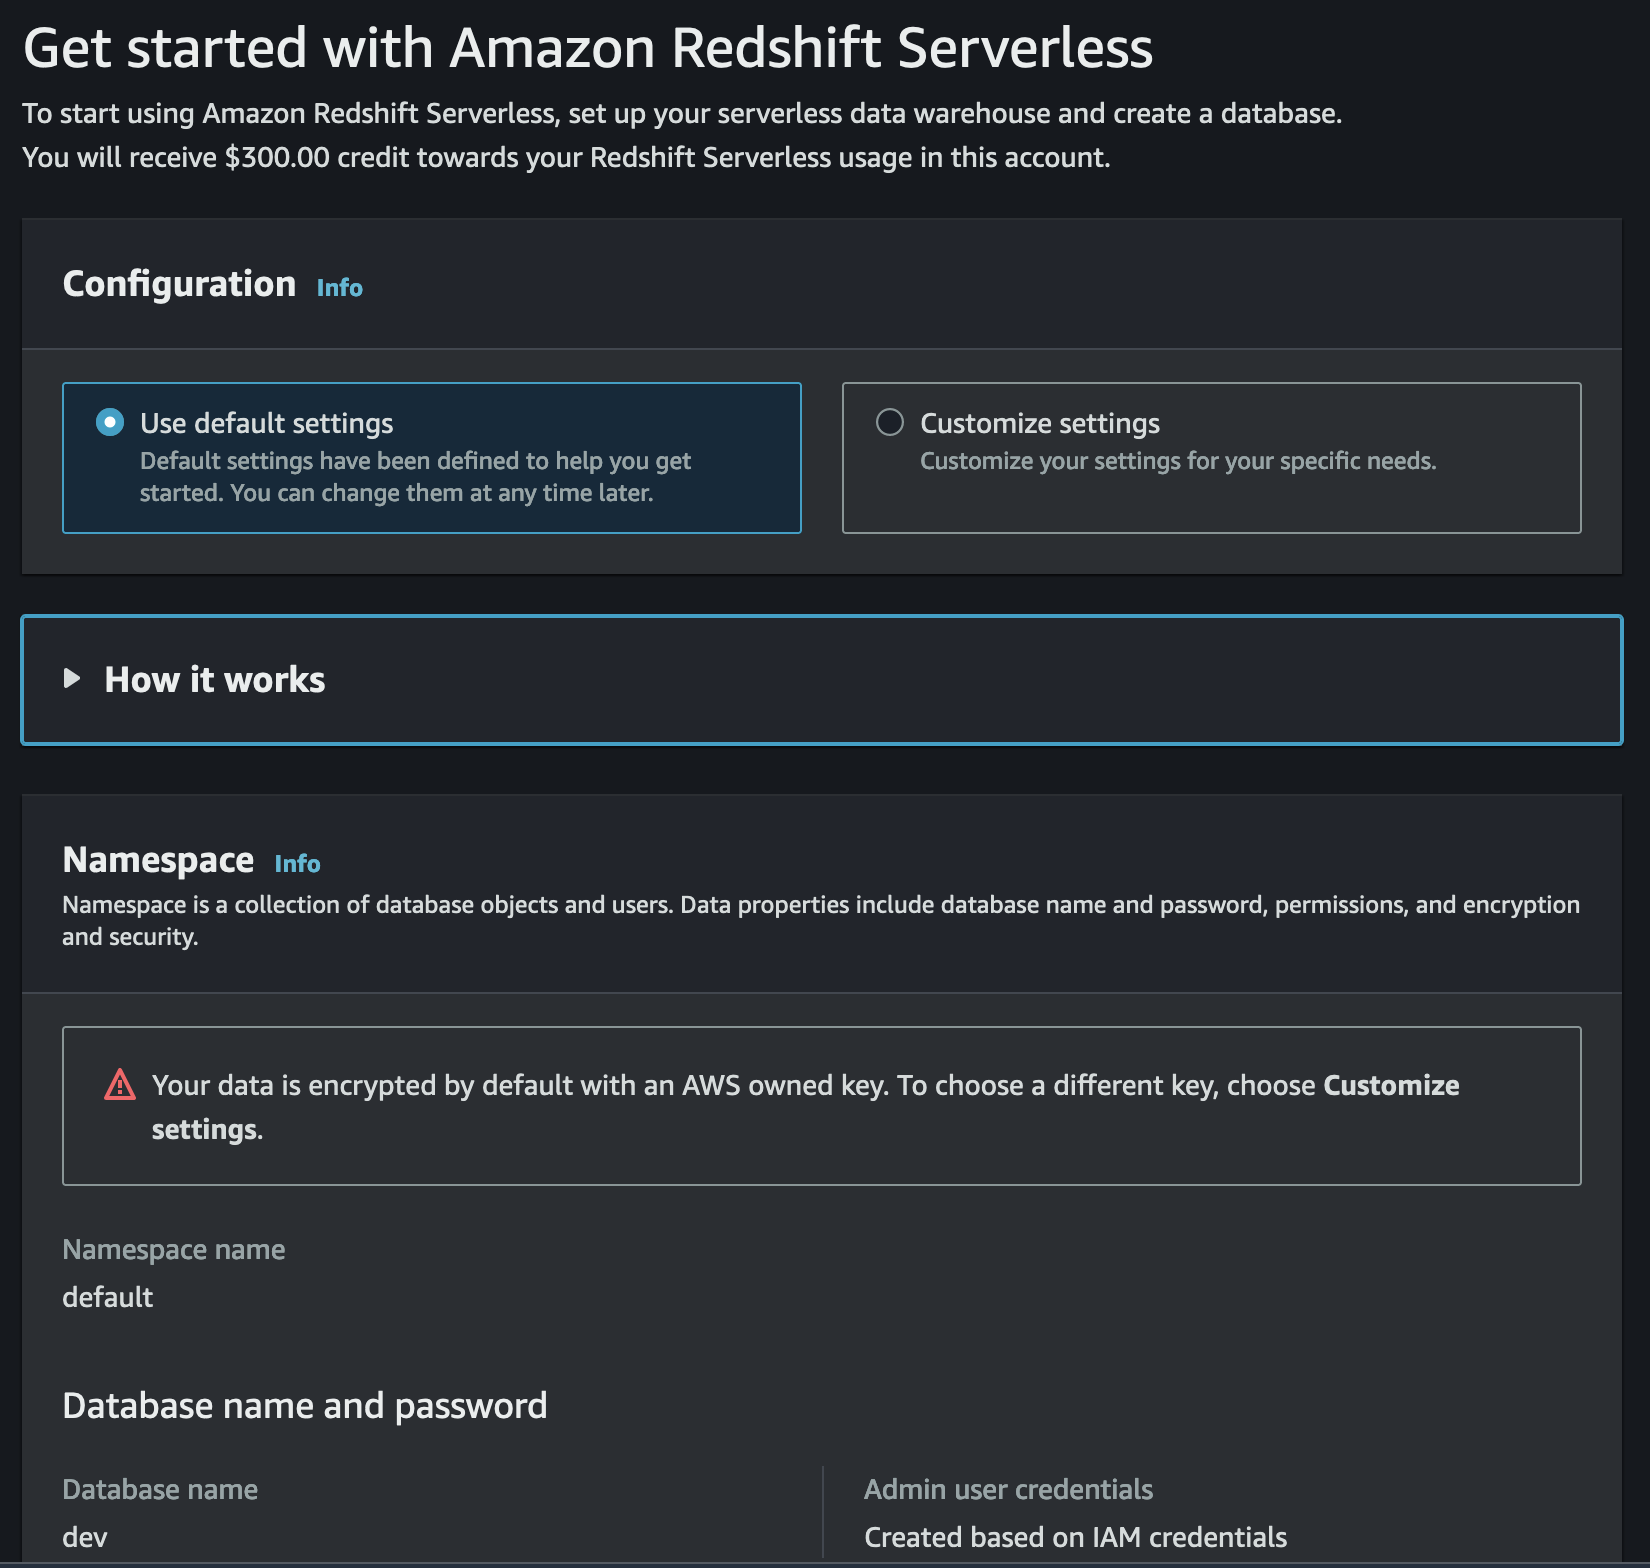 Get started with Amazon Redshift Serverless
To start using Amazon Redshift Serverless, set up your serverless data warehouse and create a database.
You will receive $300.00 credit towards your Redshift Serverless usage in this account.
Configuration Info
Use default settings
Default settings have been defined to help you get
started. You can change them at any time later.
Customize settings
Customize your settings for your specific needs.
How it works
Namespace Info
Namespace is a collection of database objects and users. Data properties include database name and password, permissions, and encryption
and security.
Your data is encrypted by default with an AWS owned key. To choose a different key, choose Customize
settings.
Namespace name
default
Database name and password
Database name
dev
Admin user credentials
Created based on IAM credentials